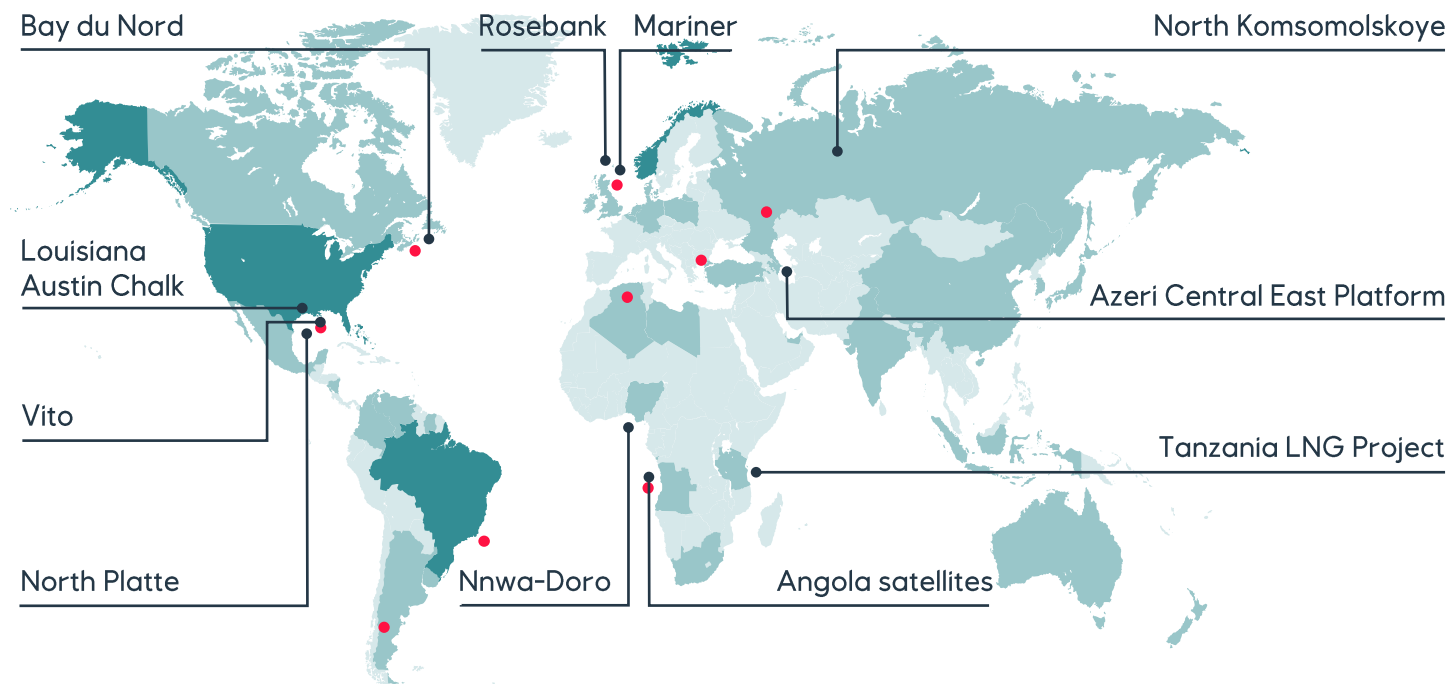 Bay du Nord
Rosebank
Mariner
North Komsomolskoye
Louisiana
Austin Chalk
Azeri Central East Platform
Vito
Tanzania LNG Project
North Platte
Nnwa-Doro
Angola satellites